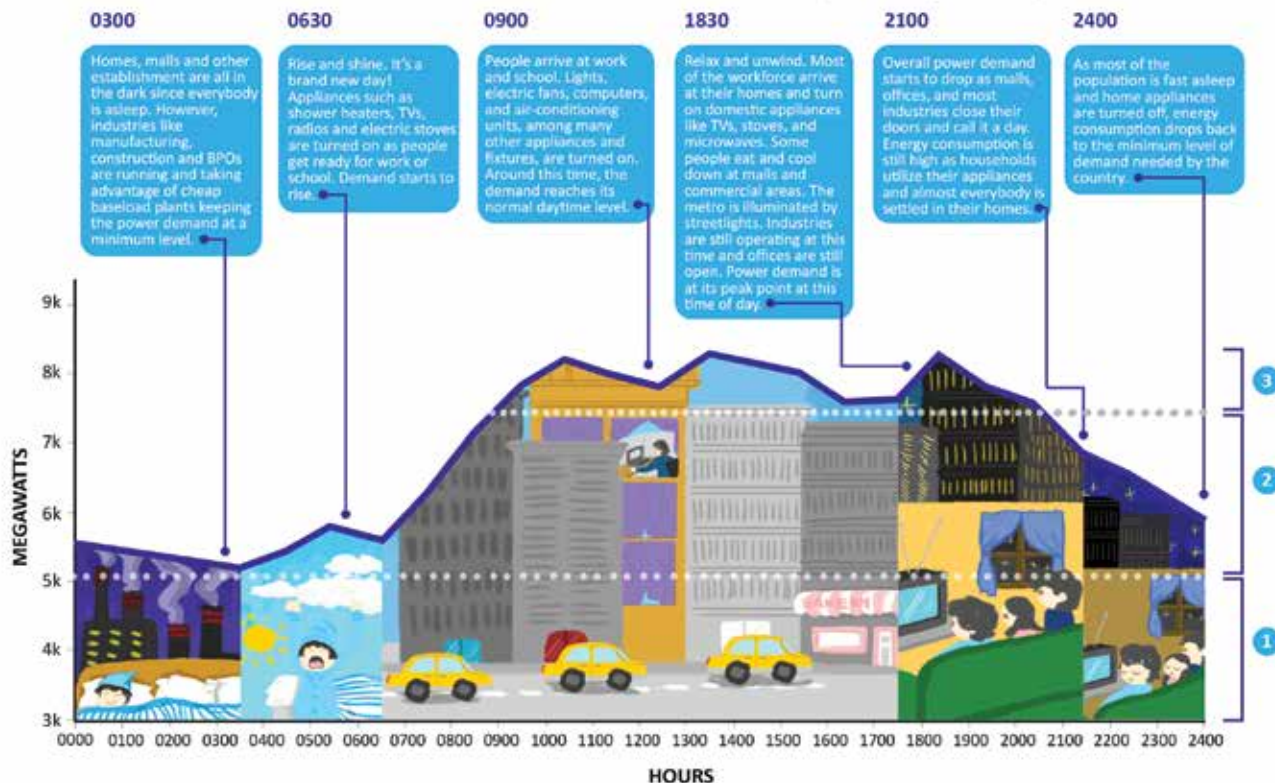 0300
Homes, malls and other
establishment are all in
the dark since everybody
is asleep. However,
industries like
manufacturing,
construction and BPOs
are running and taking
advantage of cheap
baseload plants keeping
the power demand at a
minimum level.
0630
Rise and shine. It's a
brand new day!
Appliances such as
shower heaters, TVs,
radios and electric stoves
are turned on as people
get ready for work or
school. Demand starts to
rise.
0900
People arrive at work
and school. Lights,
electric fans, computers,
and air-conditioning
units, among many
other appliances and
fixtures, are turned on.
Around this time, the
demand reaches its
normal daytime level.
1830
Relax and unwind. Most
of the workforce arrive
at their homes and turn
on domestic appliances
like TVs, stoves, and
microwaves. Some
people eat and cool
down at malls and
commercial areas. The
metro is illuminated by
streetlights. Industries
are still operating at this
time and offices are still
open. Power demand is
at its peak point at this
time of day.
2100
Overall power demand
starts to drop as malls,
offices, and most
industries close their
doors and call it a day.
Energy consumption is
still high as households
utilize their appliances
and almost everybody is
settled in their homes.
2400
As most of the
population is fast asleep
and home appliances
are turned off, energy
consumption drops back
to the minimum level of
demand needed by the
country.
MEGAWATTS
9k
8k
7k
6k
5k
4k
3k
3
2
1
0000 0100 0200 0300 0400 0500 0600 0700 0800 0900 1000 1100 1200 1300 1400 1500 1600 1700 1800 1900 2000 2100 2200 2300 2400
HOURS